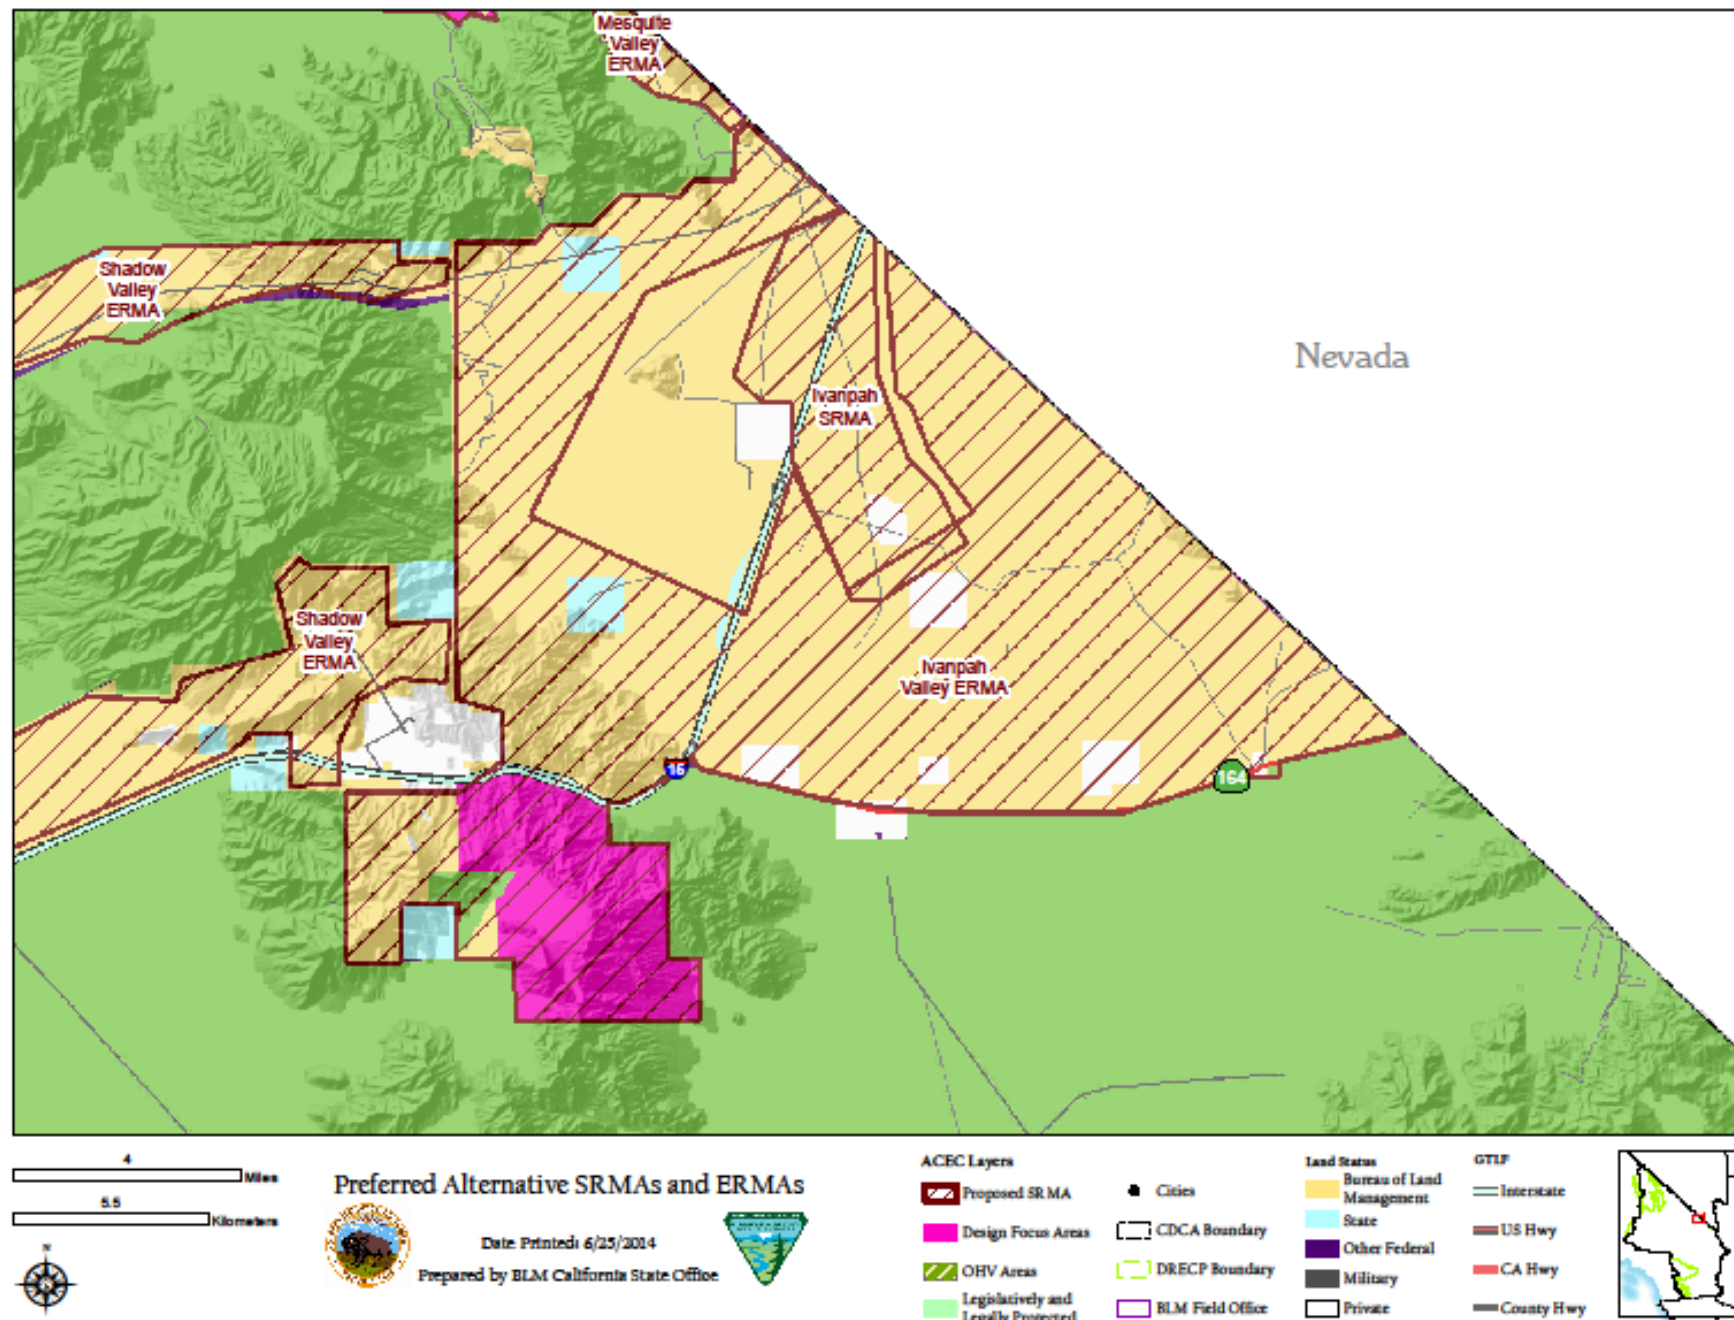 Mesquite
Valley
ERMA
Shadow
Valley
ERMA
Nevada
Ivanpah
SRMA
Shadow
Valley
ERMA
Ivanpah
Valley ERMA
15
164
4
Miles
5.5
Kilometers
N
Preferred Alternative SRMAs and ERMAs
Date Printed: 6/25/2014
Prepared by BLM California State Office
ACEC Layers
Proposed SRMA
Design Focus Areas
OHV Areas
Legislatively and
Legally Protected
Cities
CDCA Boundary
DRECP Boundary
BLM Field Office
Land Status
Bureau of Land
Management
State
Other Federal
Military
Private
GTLF
Interstate
US Hwy
CA Hwy
County Hwy